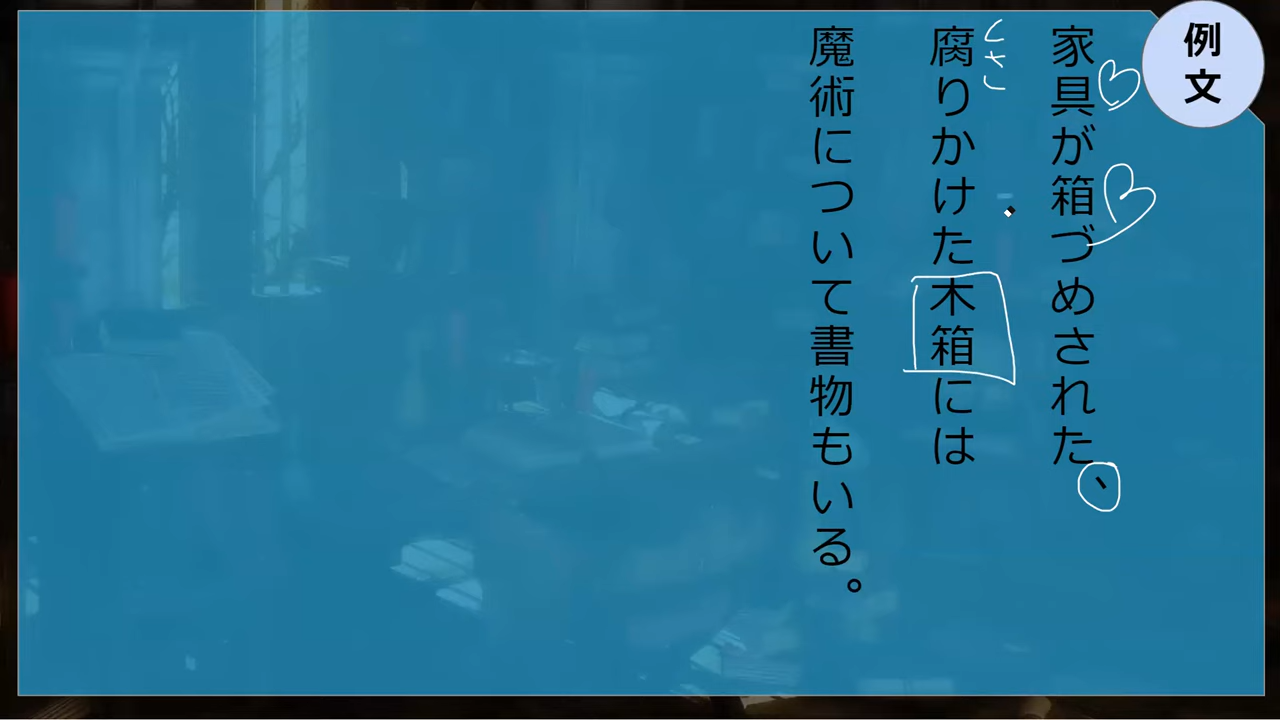 例文
家具が箱づめされた、
腐りかけた木箱には
魔術について書物もいる。